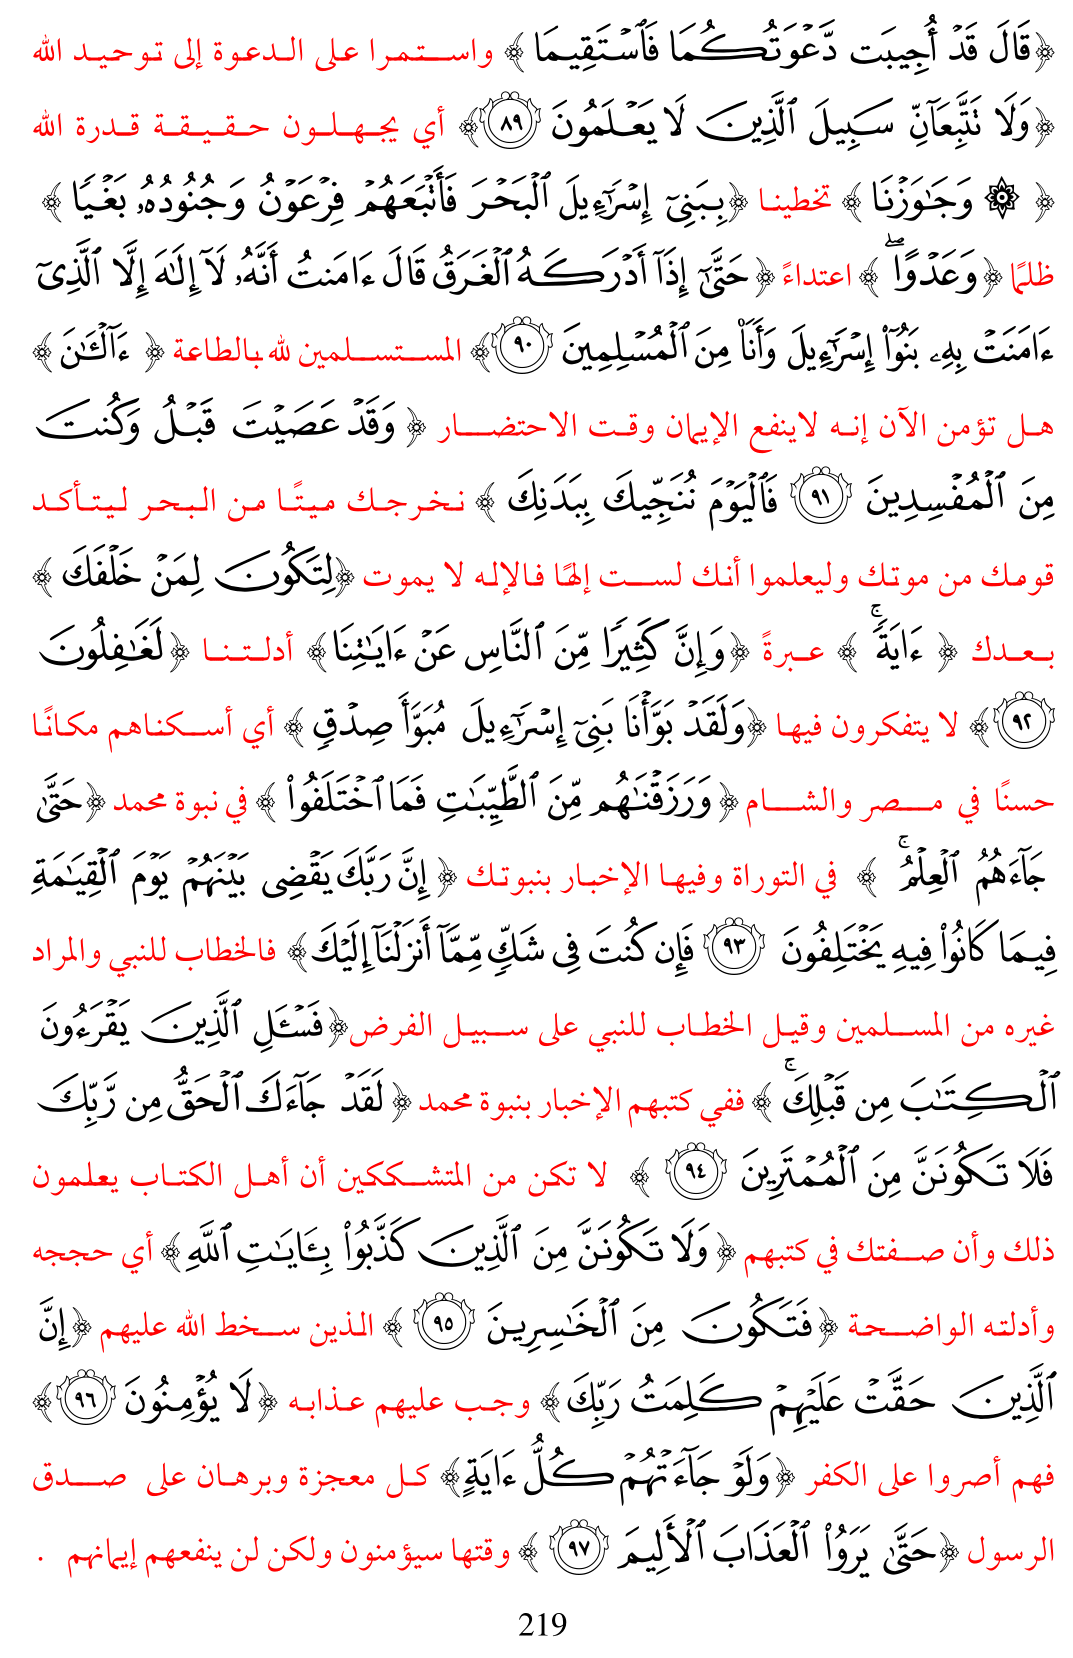 ﴿ قَالَ قَدْ أُجِيبَت دَّعْوَتُكُمَا فَٱسْتَقِيمَا ﴾ واستمرا على الدعوة إلى توحيد الله
﴿ وَلَا تَتَّبِعَآنِّ سَبِيلَ ٱلَّذِينَ لَا يَعْلَمُونَ ٨٩ ﴾ أي يجهلون حقيقة قدرة الله
﴿ ۞ وَجَٰوَزْنَا ﴾ تخطينا ﴿ بِبَنِىٓ إِسْرَٰٓءِيلَ ٱلْبَحْرَ فَأَتْبَعَهُمْ فِرْعَوْنُ وَجُنُودُهُۥ بَغْيًا ﴾
ظلمًا ﴿ وَعَدْوًاۖ ﴾ اعتداءً ﴿ حَتَّىٰٓ إِذَآ أَدْرَكَهُ ٱلْغَرَقُ قَالَ ءَامَنتُ أَنَّهُۥ لَآ إِلَٰهَ إِلَّا ٱلَّذِىٓ
ءَامَنَتْ بِهِۦ بَنُوٓا۟ إِسْرَٰٓءِيلَ وَأَنَا۠ مِنَ ٱلْمُسْلِمِينَ ٩٠ ﴾ المستسلمين لله بالطاعة ﴿ ءَآلْـَٰٔنَ ﴾
هل تؤمن الآن إنه لاينفع الإيمان وقت الاحتضار ﴿ وَقَدْ عَصَيْتَ قَبْلُ وَكُنتَ
مِنَ ٱلْمُفْسِدِينَ ٩١ فَٱلْيَوْمَ نُنَجِّيكَ بِبَدَنِكَ ﴾ نخرجك ميتًا من البحر ليتأكد
قومك من موتك وليعلموا أنك لست إلهًا فالإله لا يموت ﴿ لِتَكُونَ لِمَنْ خَلْفَكَ ﴾
بعدك ﴿ ءَايَةًۚ ﴾ عبرةً ﴿ وَإِنَّ كَثِيرًا مِّنَ ٱلنَّاسِ عَنْ ءَايَٰتِنَا ﴾ أدلتنا ﴿ لَغَٰفِلُونَ
٩٢ ﴾ لا يتفكرون فيها ﴿ وَلَقَدْ بَوَّأْنَا بَنِىٓ إِسْرَٰٓءِيلَ مُبَوَّأَ صِدْقٍ ﴾ أي أسكناهم مكانًا
حسنًا في مصر والشام ﴿ وَرَزَقْنَٰهُم مِّنَ ٱلطَّيِّبَٰتِ فَمَا ٱخْتَلَفُوا۟ ﴾ في نبوة محمد ﴿ حَتَّىٰ
جَآءَهُمُ ٱلْعِلْمُۚ ﴾ في التوراة وفيها الإخبار بنبوتك ﴿ إِنَّ رَبَّكَ يَقْضِى بَيْنَهُمْ يَوْمَ ٱلْقِيَٰمَةِ
فِيمَا كَانُوا۟ فِيهِ يَخْتَلِفُونَ ٩٣ فَإِن كُنتَ فِى شَكٍّ مِّمَّآ أَنزَلْنَآ إِلَيْكَ ﴾ فالخطاب للنبي والمراد
غيره من المسلمين وقيل الخطاب للنبي على سبيل الفرض ﴿ فَسْـَٔلِ ٱلَّذِينَ يَقْرَءُونَ
ٱلْكِتَٰبَ مِن قَبْلِكَۚ ﴾ ففي كتبهم الإخبار بنبوة محمد ﴿ لَقَدْ جَآءَكَ ٱلْحَقُّ مِن رَّبِّكَ
فَلَا تَكُونَنَّ مِنَ ٱلْمُمْتَرِينَ ٩٤ ﴾ لا تكن من المتشككين أن أهل الكتاب يعلمون
ذلك وأن صفتك في كتبهم ﴿ وَلَا تَكُونَنَّ مِنَ ٱلَّذِينَ كَذَّبُوا۟ بِـَٔايَٰتِ ٱللَّهِ ﴾ أي حججه
وأدلته الواضحة ﴿ فَتَكُونَ مِنَ ٱلْخَٰسِرِينَ ٩٥ ﴾ الذين سخط الله عليهم ﴿ إِنَّ
ٱلَّذِينَ حَقَّتْ عَلَيْهِمْ كَلِمَتُ رَبِّكَ ﴾ وجب عليهم عذابه ﴿ لَا يُؤْمِنُونَ ٩٦ ﴾
فهم أصروا على الكفر ﴿ وَلَوْ جَآءَتْهُمْ كُلُّ ءَايَةٍ ﴾ كل معجزة وبرهان على صدق
الرسول ﴿ حَتَّىٰ يَرَوُا۟ ٱلْعَذَابَ ٱلْأَلِيمَ ٩٧ ﴾ وقتها سيؤمنون ولكن لن ينفعهم إيمانهم .
219